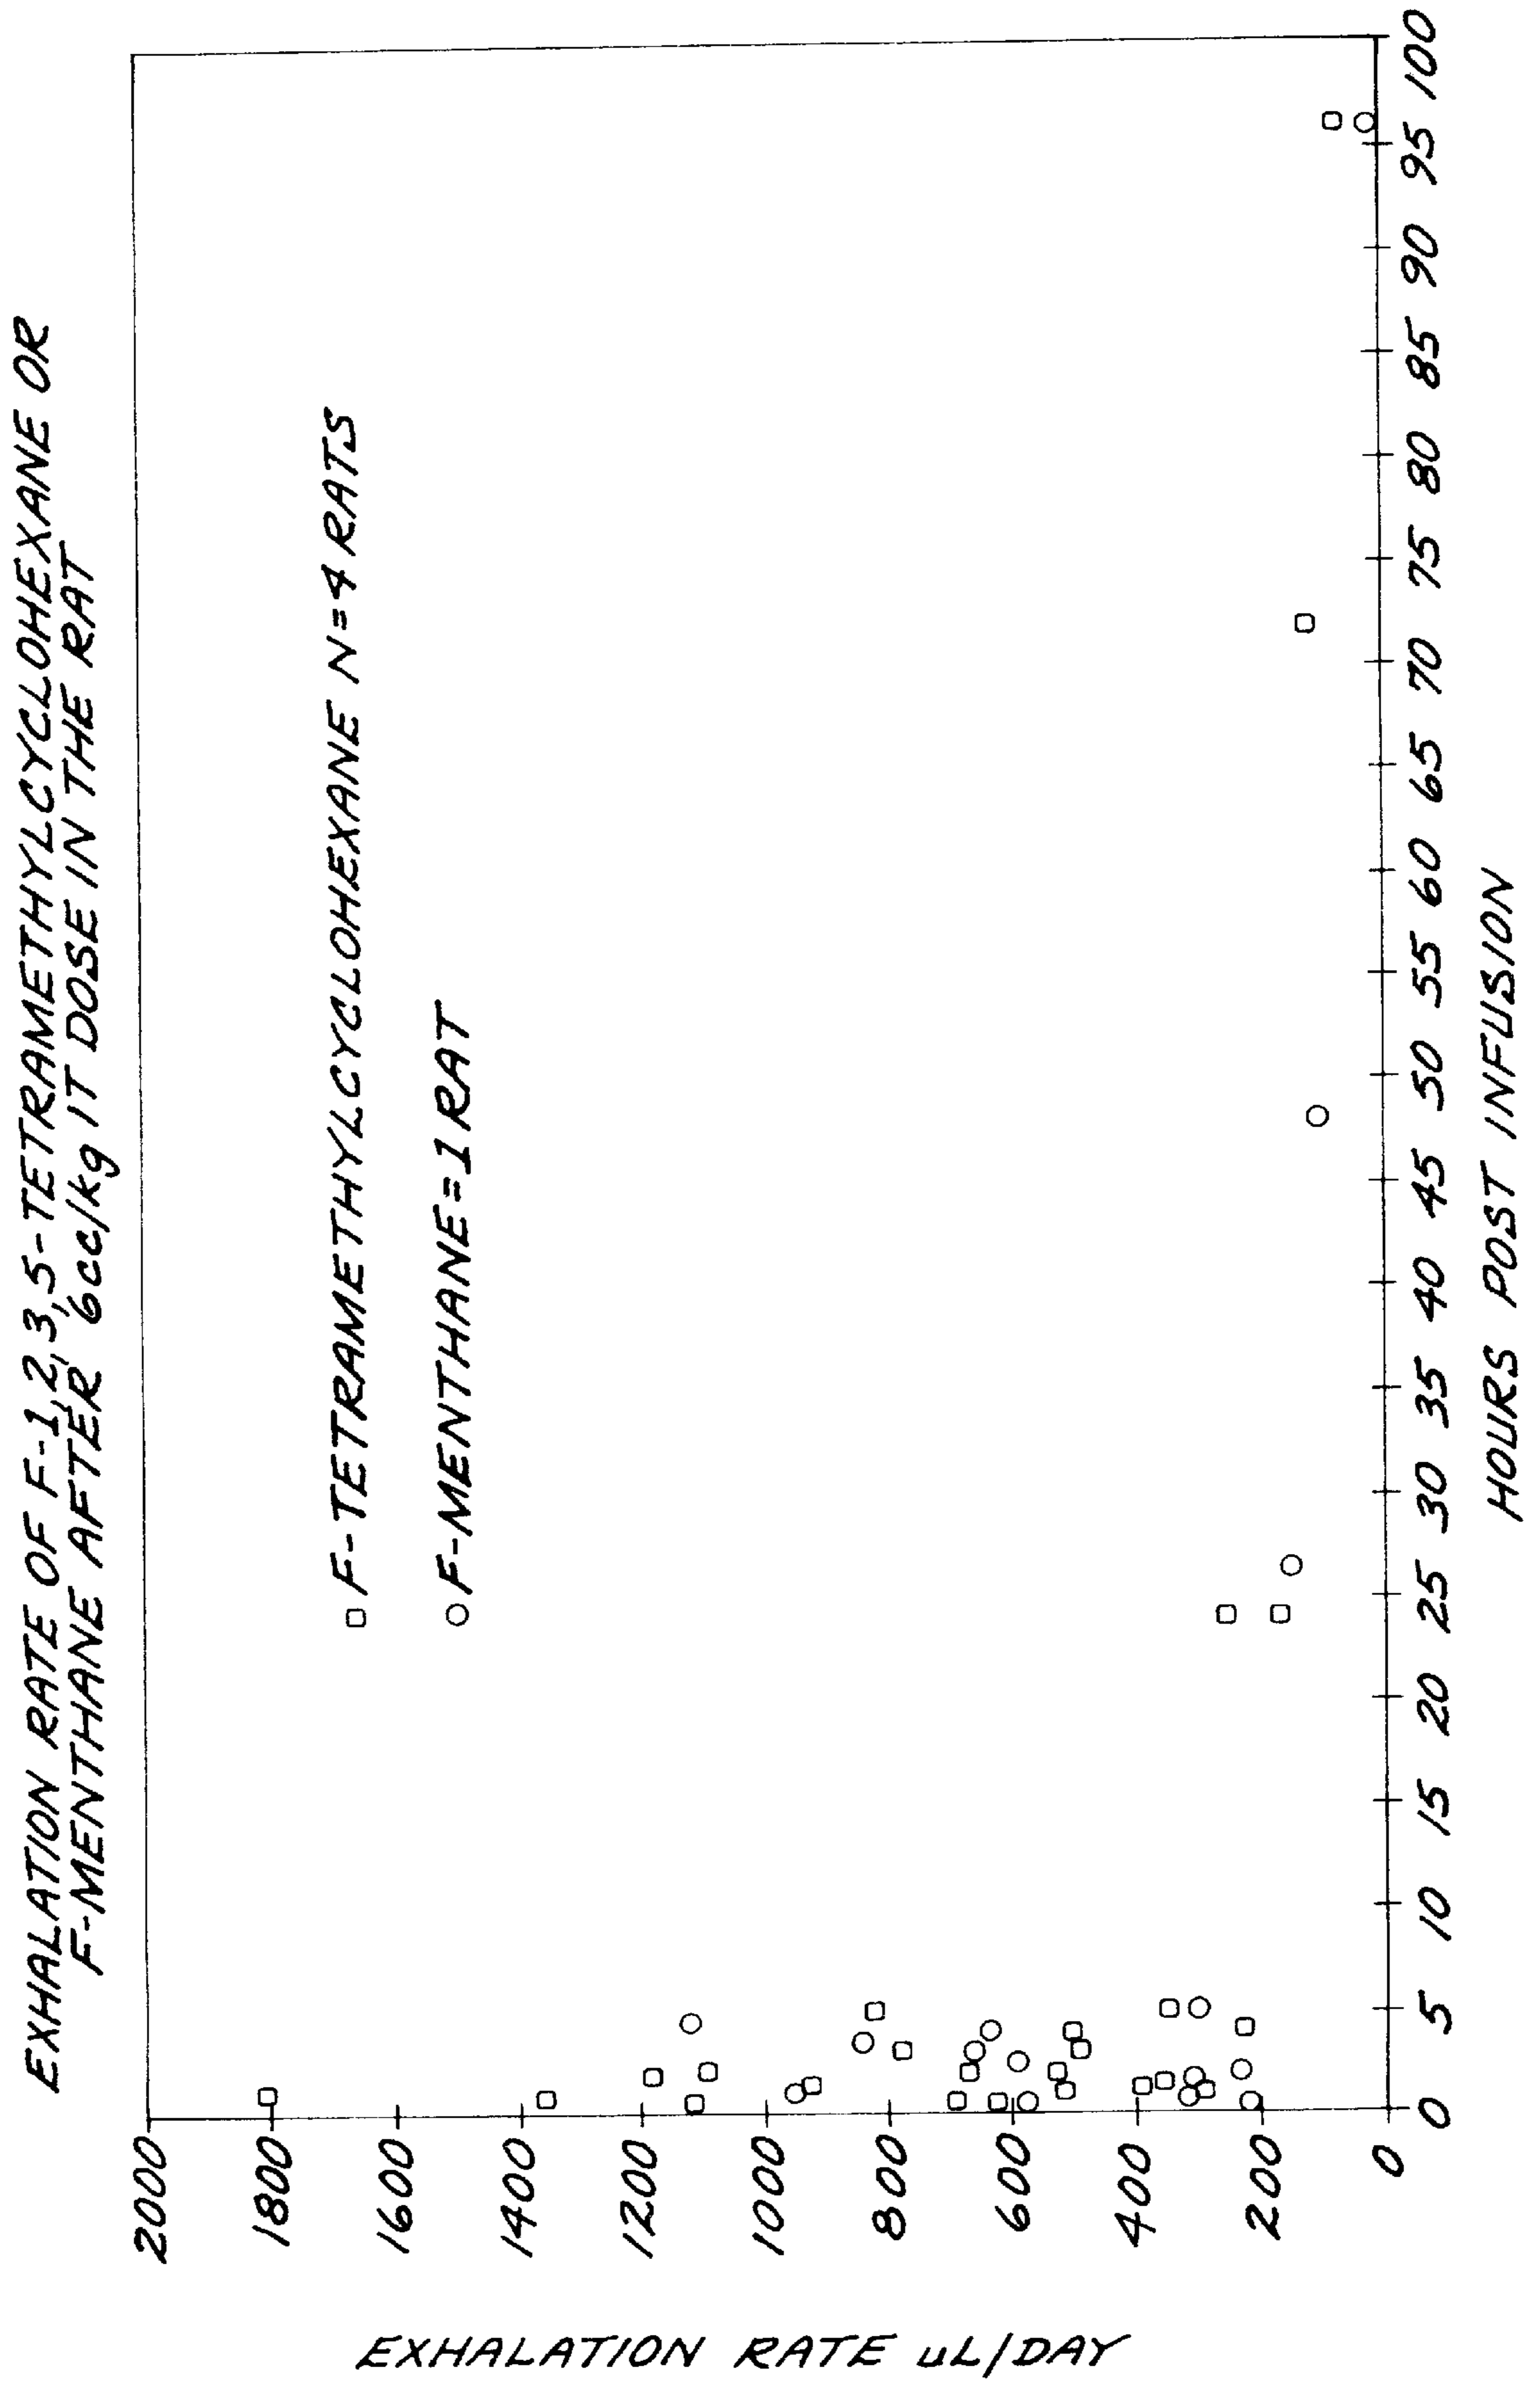 EXHALATION RATE OF F-1,2,3,5-TETRAMETHYLCYCLOHEXANE OR
F-MENTHANE AFTER 6cc/kg IT DOSE IN THE RAT
F-TETRAMETHYLCYCLOHEXANE N=4 RATS
F-MENTHANE=1 RAT
EXHALATION RATE uL/DAY
2000
1800
1600
1400
1200
1000
800
600
400
200
0
0 5 10 15 20 25 30 35 40 45 50 55 60 65 70 75 80 85 90 95 100
HOURS POST INFUSION